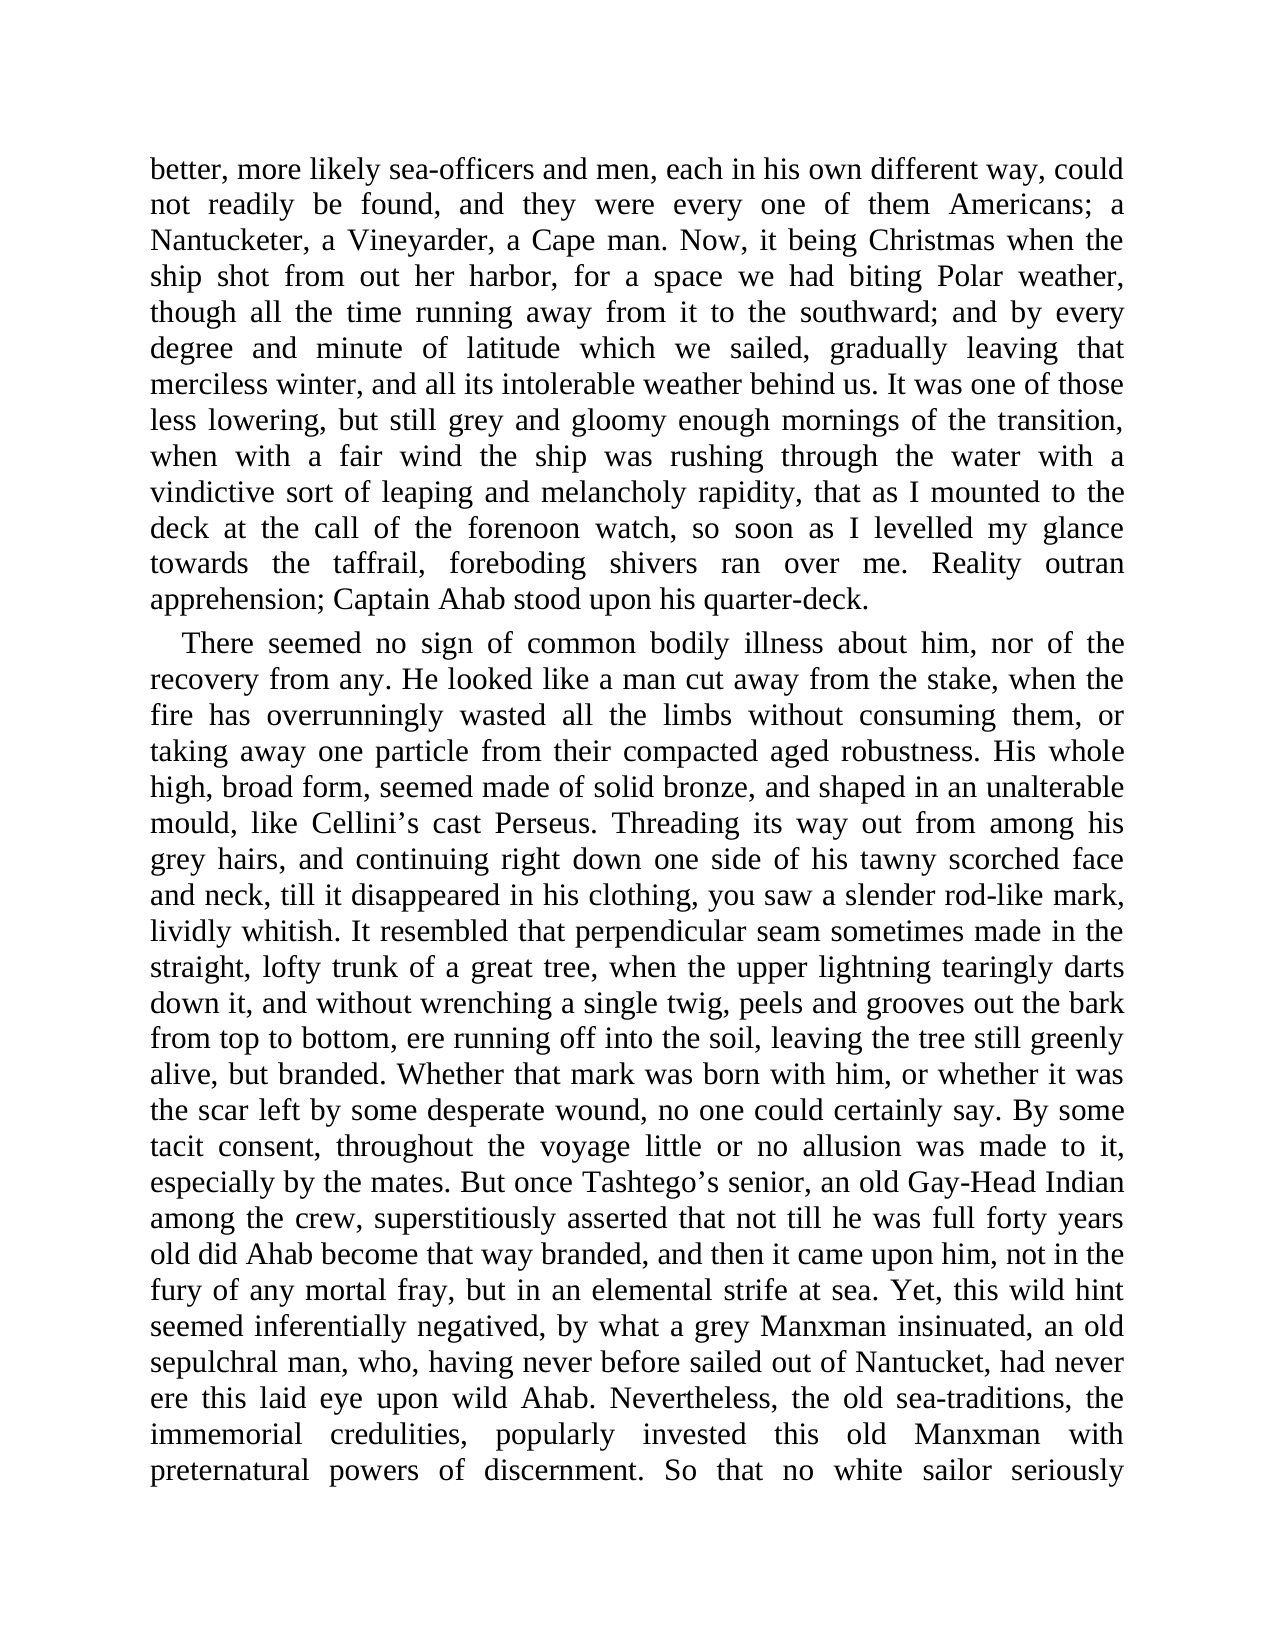 better, more likely sea-officers and men, each in his own different way, could
not readily be found, and they were every one of them Americans; a
Nantucketer, a Vineyarder, a Cape man. Now, it being Christmas when the
ship shot from out her harbor, for a space we had biting Polar weather,
though all the time running away from it to the southward; and by every
degree and minute of latitude which we sailed, gradually leaving that
merciless winter, and all its intolerable weather behind us. It was one of those
less lowering, but still grey and gloomy enough mornings of the transition,
when with a fair wind the ship was rushing through the water with a
vindictive sort of leaping and melancholy rapidity, that as I mounted to the
deck at the call of the forenoon watch, so soon as I levelled my glance
towards the taffrail, foreboding shivers ran over me. Reality outran
apprehension; Captain Ahab stood upon his quarter-deck.
There seemed no sign of common bodily illness about him, nor of the
recovery from any. He looked like a man cut away from the stake, when the
fire has overrunningly wasted all the limbs without consuming them, or
taking away one particle from their compacted aged robustness. His whole
high, broad form, seemed made of solid bronze, and shaped in an unalterable
mould, like Cellini’s cast Perseus. Threading its way out from among his
grey hairs, and continuing right down one side of his tawny scorched face
and neck, till it disappeared in his clothing, you saw a slender rod-like mark,
lividly whitish. It resembled that perpendicular seam sometimes made in the
straight, lofty trunk of a great tree, when the upper lightning tearingly darts
down it, and without wrenching a single twig, peels and grooves out the bark
from top to bottom, ere running off into the soil, leaving the tree still greenly
alive, but branded. Whether that mark was born with him, or whether it was
the scar left by some desperate wound, no one could certainly say. By some
tacit consent, throughout the voyage little or no allusion was made to it,
especially by the mates. But once Tashtego’s senior, an old Gay-Head Indian
among the crew, superstitiously asserted that not till he was full forty years
old did Ahab become that way branded, and then it came upon him, not in the
fury of any mortal fray, but in an elemental strife at sea. Yet, this wild hint
seemed inferentially negatived, by what a grey Manxman insinuated, an old
sepulchral man, who, having never before sailed out of Nantucket, had never
ere this laid eye upon wild Ahab. Nevertheless, the old sea-traditions, the
immemorial credulities, popularly invested this old Manxman with
preternatural powers of discernment. So that no white sailor seriously